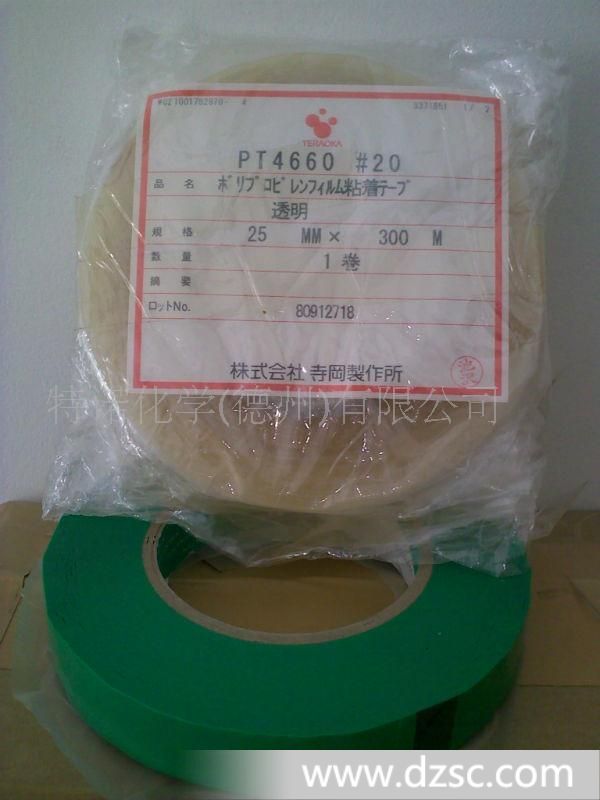 TERAOKA
PT4660 #20
品名 ポリプロピレンフィルム粘着テープ
透明
規格 25 MM× 300 M
数量 1 巻
摘要
ロットNo. 80912718
株式会社 寺岡製作所
特诺化学(德州)有限公司
www.dzsc.com